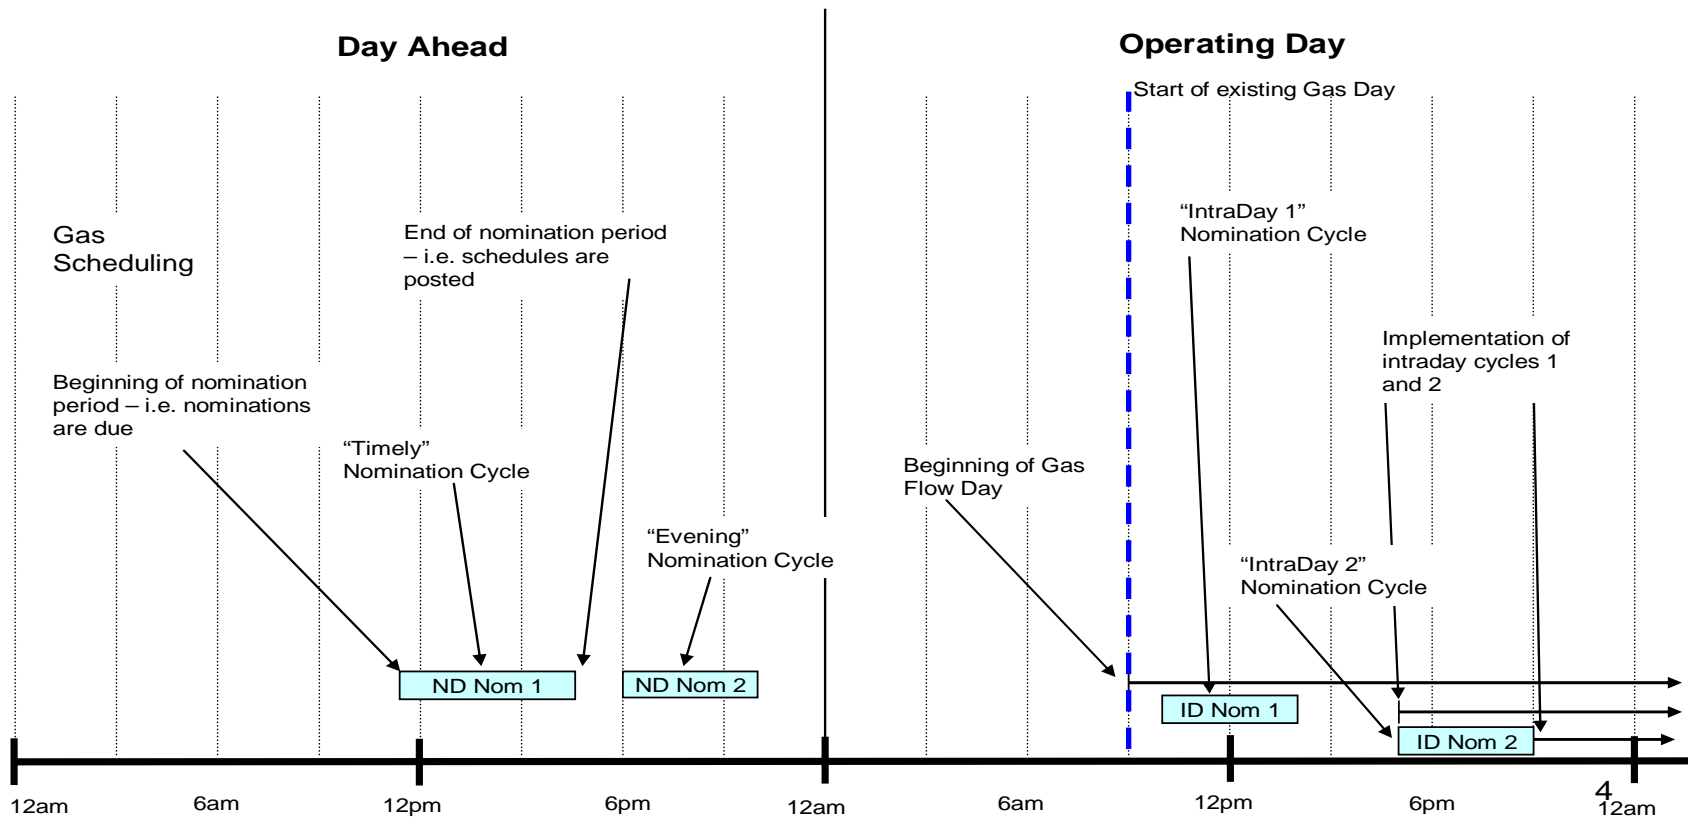 Day Ahead
Operating Day
Start of existing Gas Day
Gas
Scheduling
End of nomination period
– i.e. schedules are
posted
Beginning of nomination
period – i.e. nominations
are due
“Timely”
Nomination Cycle
“Evening”
Nomination Cycle
“IntraDay 1”
Nomination Cycle
Implementation of
intraday cycles 1
and 2
Beginning of Gas
Flow Day
“IntraDay 2”
Nomination Cycle
ND Nom 1
ND Nom 2
ID Nom 1
ID Nom 2
12am
6am
12pm
6pm
12am
6am
12pm
6pm
12am
4